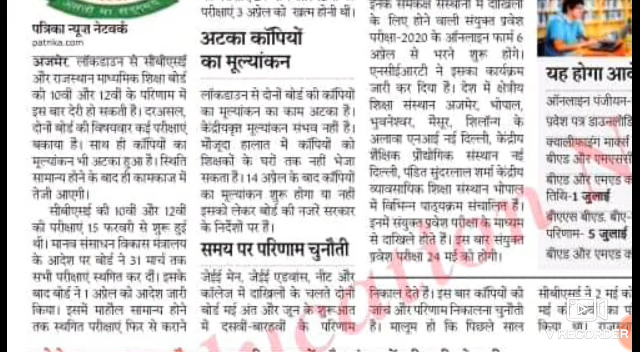 पत्रिका न्यूज नेटवर्क
patrika.com
अजमेर. लॉकडाउन से सीबीएसई
और राजस्थान माध्यमिक शिक्षा बोर्ड
की 10वीं और 12वीं के परिणाम में
इस बार देरी हो सकती है। दरअसल,
दोनों बोर्ड की विषयवार कई परीक्षाएं
बकाया है। साथ ही कॉपियों का
मूल्यांकन भी अटका हुआ है। स्थिति
सामान्य होने के बाद ही कामकाज में
तेजी आएगी।
सीबीएसई की 10वीं और 12वीं
की परीक्षाएं 15 फरवरी से शुरू हुई
थी। मानव संसाधन विकास मंत्रालय
के आदेश पर बोर्ड ने 31 मार्च तक
सभी परीक्षाएं स्थगित कर दीं। इसके
बाद बोर्ड ने 1 अप्रेल को आदेश जारी
किया। इसमें माहौल सामान्य होने
तक स्थगित परीक्षाएं फिर से कराने
परीक्षाएं 3 अप्रेल को खत्म होनी थीं।
अटका कॉपियों
का मूल्यांकन
लॉकडाउन से दोनों बोर्ड की कॉपियों
का मूल्यांकन का काम अटका है।
केंद्रीयकृत मूल्यांकन संभव नहीं है।
मौजूदा हालात में कॉपियों को
शिक्षकों के घरों तक नहीं भेजा
सकता है। 14 अप्रेल के बाद कॉपियों
का मूल्यांकन शुरू होगा या नहीं
इसको लेकर बोर्ड की नजरें सरकार
के निर्देशों पर है।
समय पर परिणाम चुनौती
जेईई मेन, जेईई एडवांस, नीट और
कॉलेज में दाखिलों के चलते दोनों
बोर्ड मई अंत और जून के शुरूआत
में दसवीं-बारहवीं के परिणाम
इनके समकक्ष संस्थानों में दाखिलों
के लिए होने वाली संयुक्त प्रवेश
परीक्षा-2020 के ऑनलाइन फार्म 6
अप्रेल से भरने शुरू होंगे।
एनसीईआरटी ने इसका कार्यक्रम
जारी कर दिया है। देश में क्षेत्रीय
शिक्षा संस्थान अजमेर, भोपाल,
भुवनेश्वर, मैसूर, शिलॉन्ग के
अलावा एनआई नई दिल्ली, केंद्रीय
शैक्षिक प्रौद्योगिक संस्थान नई
दिल्ली, पंडित सुंदरलाल शर्मा केंद्रीय
व्यावसायिक शिक्षा संस्थान भोपाल
में विभिन्न पाठ्यक्रम संचालित हैं।
इनमें संयुक्त प्रवेश परीक्षा के माध्यम
से दाखिले होते हैं। इस बार संयुक्त
प्रवेश परीक्षा 24 मई को होगी।
निकाल देते हैं। इस बार कॉपियों की
जांच और परिणाम निकालना चुनौती
है। मालूम हो कि पिछले साल
यह होगा
ऑनलाइन पंजीयन-
प्रवेश पत्र
क्वालीफाइंग मार्क्स
बीएड और
बीएड और एमएड
तिथि-1 जुलाई
बीएएस बीएड,
परिणाम- 5 जुलाई
बीएड और एमएड
सीबीएसई ने 2 मई को
मई को
किया था।
V RECORDER